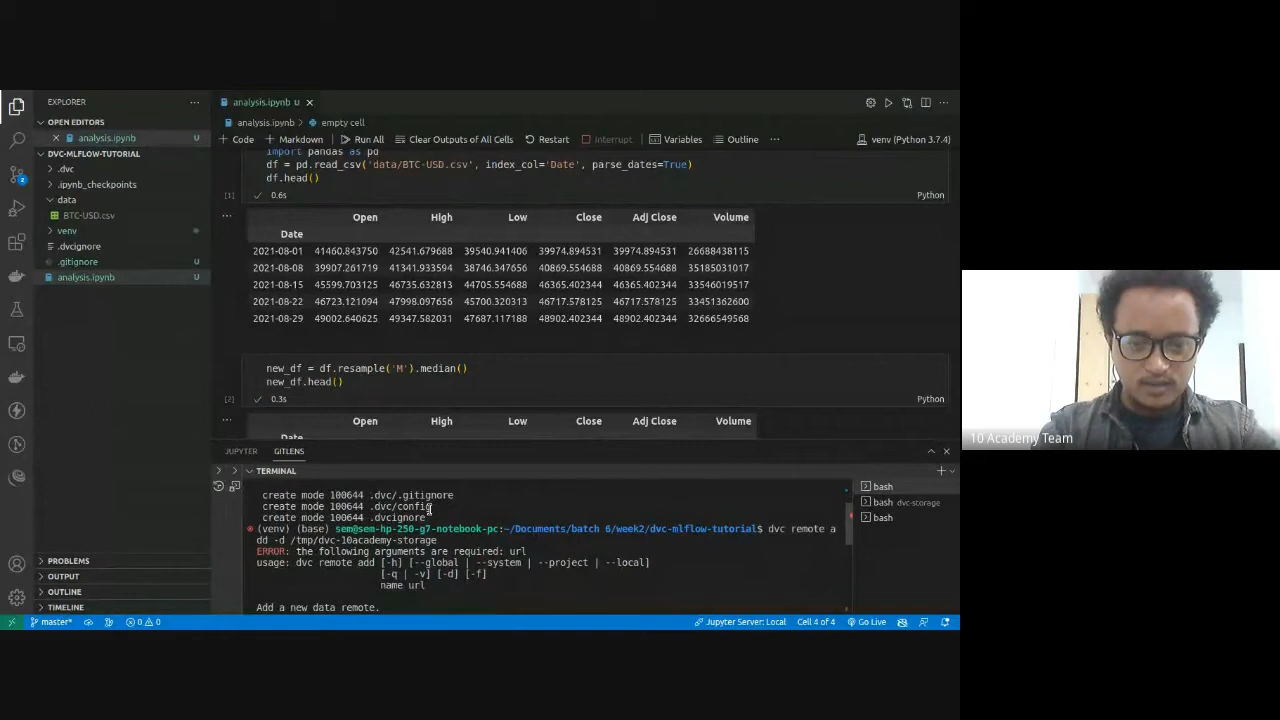 EXPLORER
OPEN EDITORS
analysis.ipynb U
DVC-MLFLOW-TUTORIAL
.dvc
.ipynb_checkpoints
data
BTC-USD.csv
venv
.dvcignore
.gitignore U
analysis.ipynb U
PROBLEMS
OUTPUT
OUTLINE
TIMELINE
analysis.ipynb U
analysis.ipynb > empty cell
+ Code + Markdown Run All Clear Outputs of All Cells Restart Interrupt Variables Outline ... venv (Python 3.7.4)
import pandas as pd
df = pd.read_csv('data/BTC-USD.csv', index_col='Date', parse_dates=True)
df.head()
[1] 0.6s Python
Open High Low Close Adj Close Volume
Date
2021-08-01 41460.843750 42541.679688 39540.941406 39974.894531 39974.894531 26688438115
2021-08-08 39907.261719 41341.933594 38746.347656 40869.554688 40869.554688 35185031017
2021-08-15 45599.703125 46735.632813 44705.554688 46365.402344 46365.402344 33546019517
2021-08-22 46723.121094 47998.097656 45700.320313 46717.578125 46717.578125 33451362600
2021-08-29 49002.640625 49347.582031 47687.117188 48902.402344 48902.402344 32666549568
new_df = df.resample('M').median()
new_df.head()
[2] 0.3s Python
Open High Low Close Adj Close Volume
Date
JUPYTER GITLENS
TERMINAL
create mode 100644 .dvc/.gitignore
create mode 100644 .dvc/config
create mode 100644 .dvcignore
(venv) (base) sem@sem-hp-250-g7-notebook-pc:~/Documents/batch 6/week2/dvc-mlflow-tutorial$ dvc remote a
dd -d /tmp/dvc-10academy-storage
ERROR: the following arguments are required: url
usage: dvc remote add [-h] [--global | --system | --project | --local]
[-q | -v] [-d] [-f]
name url
Add a new data remote.
bash
bash dvc-storage
bash
master* 0 0 Jupyter Server: Local Cell 4 of 4 Go Live
10 Academy Team